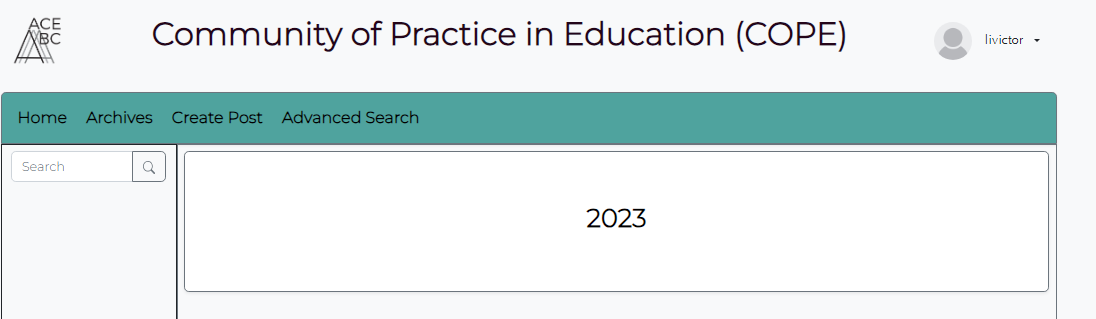 ACE
BC
Community of Practice in Education (COPE)
livictor
Home Archives Create Post Advanced Search
Search
2023